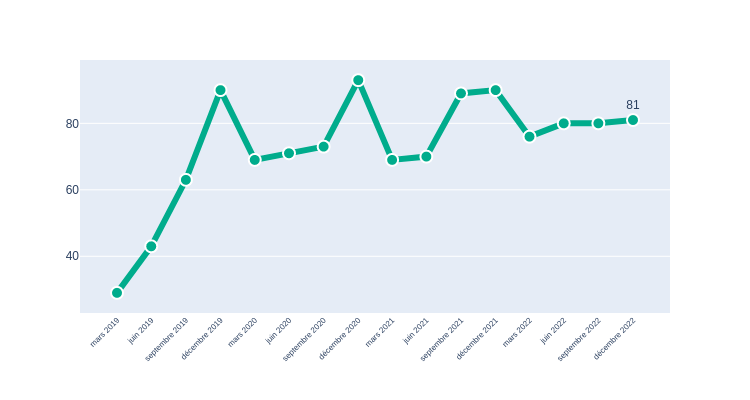 81
80
60
40
mars 2019
juin 2019
septembre 2019
décembre 2019
mars 2020
juin 2020
septembre 2020
décembre 2020
mars 2021
juin 2021
septembre 2021
décembre 2021
mars 2022
juin 2022
septembre 2022
décembre 2022